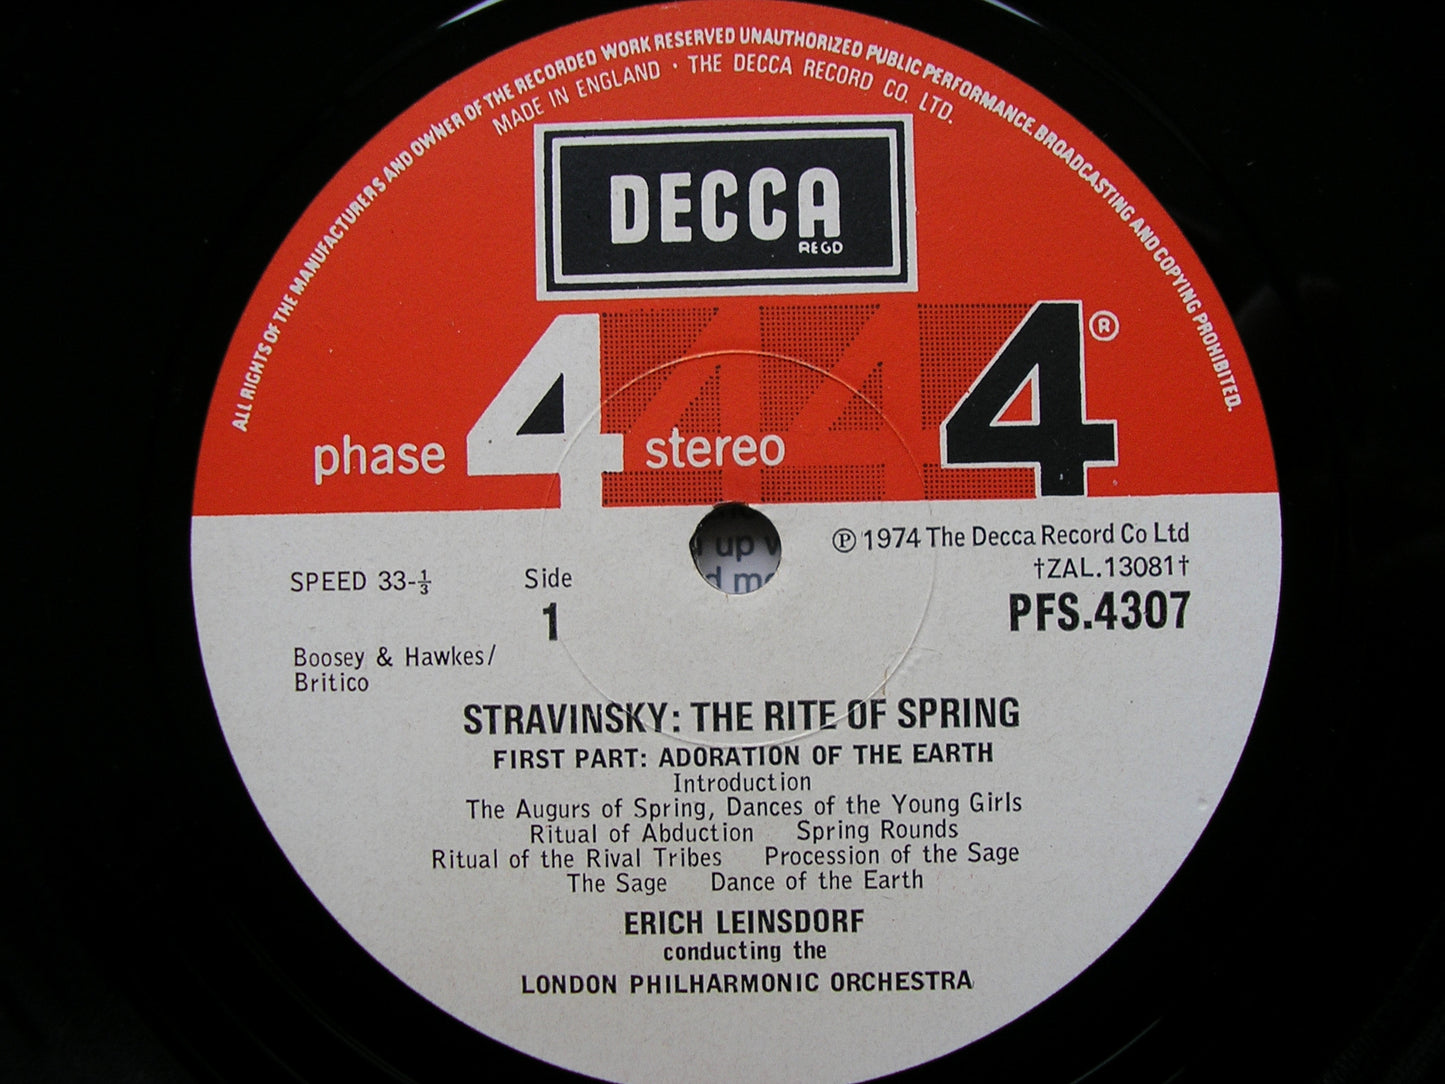 ALL RIGHTS OF THE MANUFACTURERS AND OWNER OF THE RECORDED WORK RESERVED UNAUTHORIZED PUBLIC PERFORMANCE, BROADCASTING AND COPYING PROHIBITED.
MADE IN ENGLAND · THE DECCA RECORD CO. LTD.
DECCA
REGD
phase 4 stereo 4 4 4 ®
℗ 1974 The Decca Record Co Ltd
†ZAL.13081†
PFS.4307
SPEED 33-⅓
Side
1
Boosey & Hawkes/
Britico
up
STRAVINSKY: THE RITE OF SPRING
FIRST PART: ADORATION OF THE EARTH
Introduction
The Augurs of Spring, Dances of the Young Girls
Ritual of Abduction Spring Rounds
Ritual of the Rival Tribes Procession of the Sage
The Sage Dance of the Earth
ERICH LEINSDORF
conducting the
LONDON PHILHARMONIC ORCHESTRA